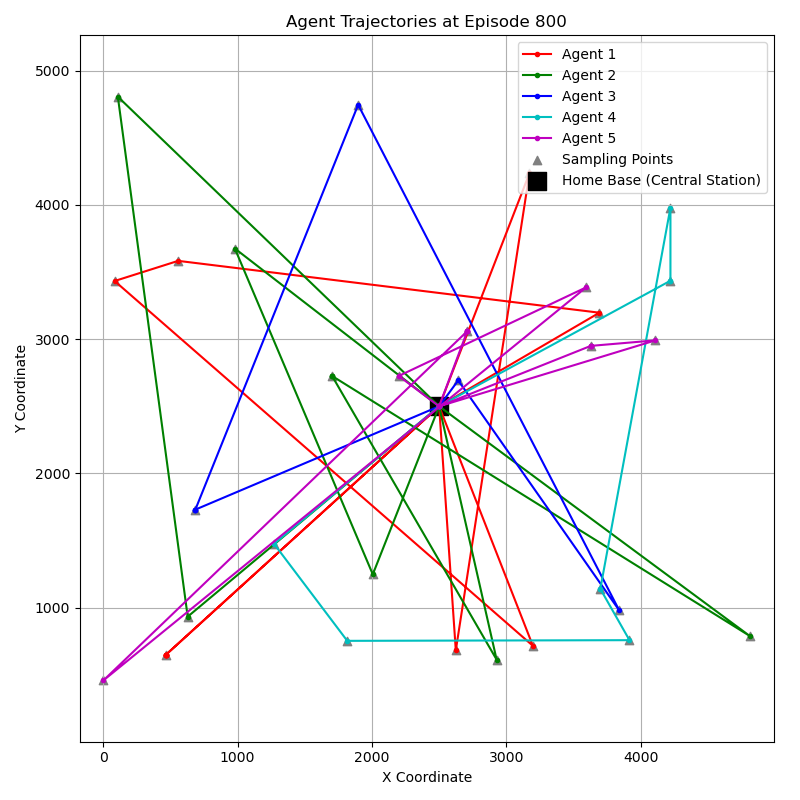 Agent Trajectories at Episode 800
Agent 1
Agent 2
Agent 3
Agent 4
Agent 5
Sampling Points
Home Base (Central Station)
Y Coordinate
5000
4000
3000
2000
1000
0
1000
2000
3000
4000
X Coordinate